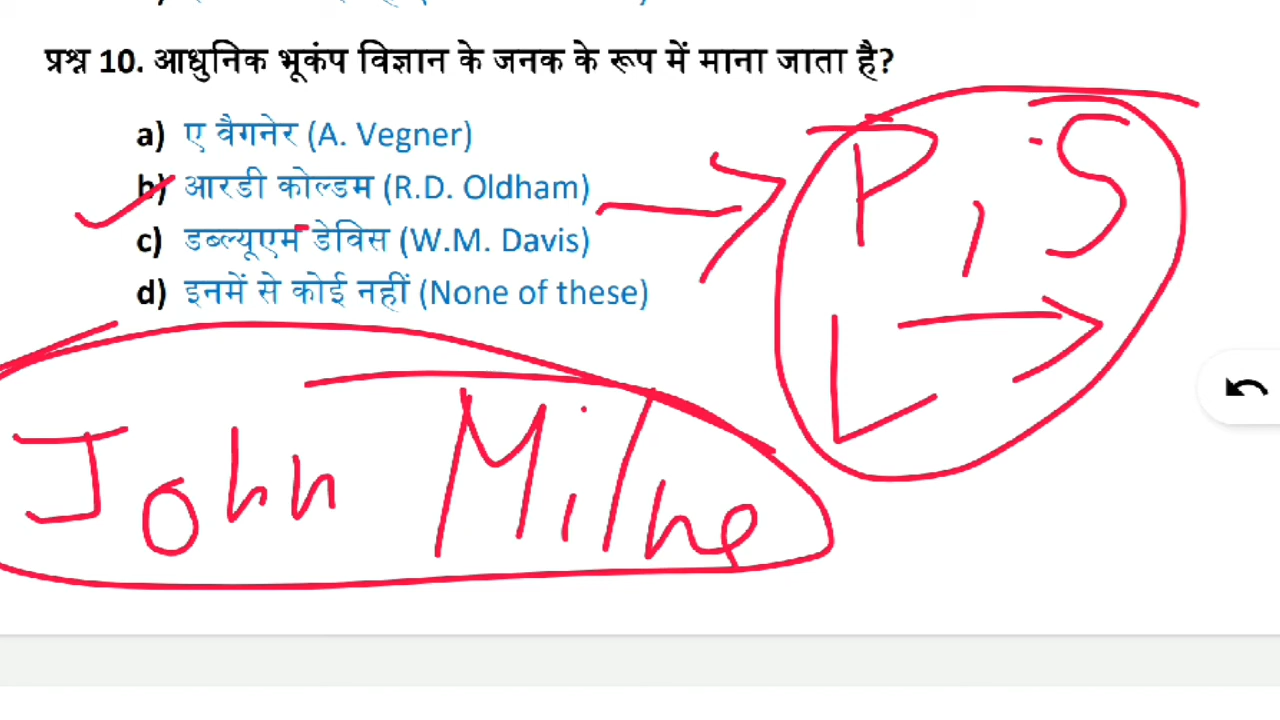 प्रश्न 10. आधुनिक भूकंप विज्ञान के जनक के रूप में माना जाता है?
a) ए वैगनेर (A. Vegner)
b) आरडी कोल्डम (R.D. Oldham)
c) डब्ल्यूएम डेविस (W.M. Davis)
d) इनमें से कोई नहीं (None of these)
P, S
L
John Milne